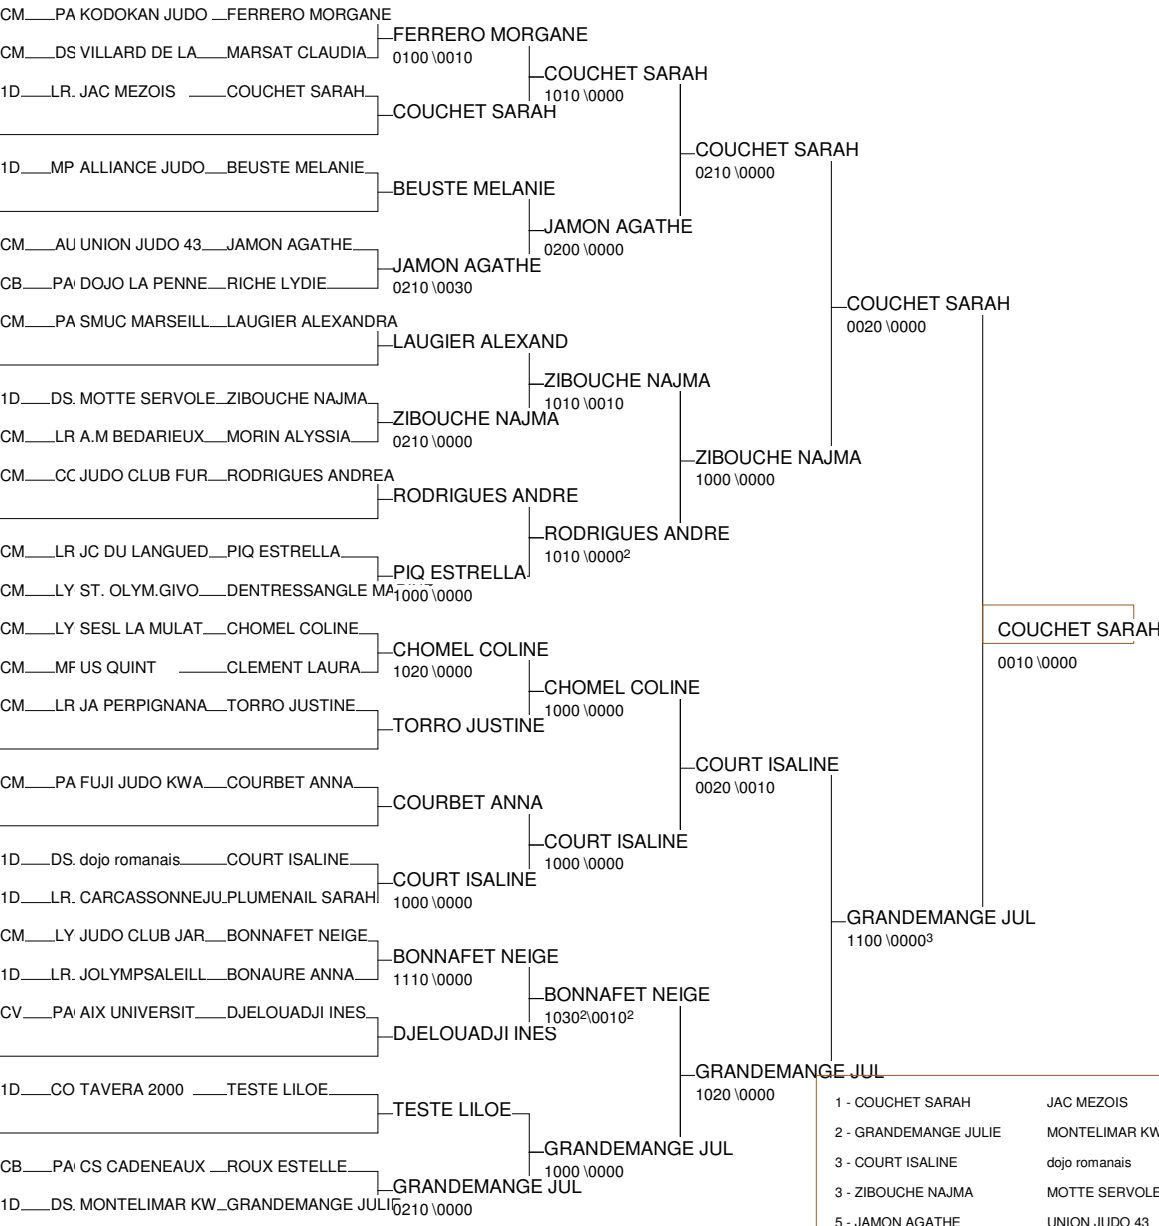 CM PA KODOKAN JUDO FERRERO MORGANE
FERRERO MORGANE
CM DS VILLARD DE LA MARSAT CLAUDIA
0100 \0010
COUCHET SARAH
1D LR. JAC MEZOIS COUCHET SARAH
1010 \0000
COUCHET SARAH
COUCHET SARAH
0210 \0000
1D MP ALLIANCE JUDO BEUSTE MELANIE
BEUSTE MELANIE
JAMON AGATHE
0200 \0000
CM AU UNION JUDO 43 JAMON AGATHE
JAMON AGATHE
CB PA DOJO LA PENNE RICHE LYDIE
0210 \0030
COUCHET SARAH
0020 \0000
CM PA SMUC MARSEILL LAUGIER ALEXANDRA
LAUGIER ALEXAND
ZIBOUCHE NAJMA
1010 \0010
1D DS. MOTTE SERVOLE ZIBOUCHE NAJMA
ZIBOUCHE NAJMA
CM LR A.M BEDARIEUX MORIN ALYSSIA
0210 \0000
ZIBOUCHE NAJMA
1000 \0000
CM CC JUDO CLUB FUR RODRIGUES ANDREA
RODRIGUES ANDRE
RODRIGUES ANDRE
1010 \0000²
CM LR JC DU LANGUED PIQ ESTRELLA
PIQ ESTRELLA
CM LY ST. OLYM.GIVO DENTRESSANGLE MA
1000 \0000
COUCHET SARAH
0010 \0000
CM LY SESL LA MULAT CHOMEL COLINE
CHOMEL COLINE
CM MF US QUINT CLEMENT LAURA
1020 \0000
CHOMEL COLINE
1000 \0000
CM LR JA PERPIGNANA TORRO JUSTINE
TORRO JUSTINE
COURT ISALINE
0020 \0010
CM PA FUJI JUDO KWA COURBET ANNA
COURBET ANNA
COURT ISALINE
1000 \0000
1D DS. dojo romanais COURT ISALINE
COURT ISALINE
1D LR. CARCASSONNEJU PLUMENAIL SARAH
1000 \0000
GRANDEMANGE JUL
1100 \0000³
CM LY JUDO CLUB JAR BONNAFET NEIGE
BONNAFET NEIGE
1D LR. JOLYMPSALEILL BONAURE ANNA
1110 \0000
BONNAFET NEIGE
1030²\0010²
CV PA AIX UNIVERSIT DJELOUADJI INES
DJELOUADJI INES
GRANDEMANGE JUL
1020 \0000
1D CO TAVERA 2000 TESTE LILOE
TESTE LILOE
GRANDEMANGE JUL
1000 \0000
CB PA CS CADENEAUX ROUX ESTELLE
GRANDEMANGE JUL
1D DS. MONTELIMAR KW GRANDEMANGE JULIE
0210 \0000
1 - COUCHET SARAH JAC MEZOIS
2 - GRANDEMANGE JULIE MONTELIMAR KW
3 - COURT ISALINE dojo romanais
3 - ZIBOUCHE NAJMA MOTTE SERVOLE
5 - JAMON AGATHE UNION JUDO 43